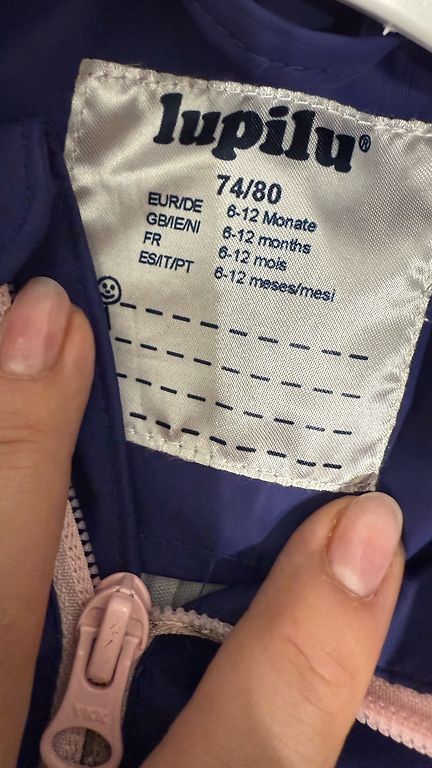 lupilu®
74/80
EUR/DE 6-12 Monate
GB/IE/NI 6-12 months
FR 6-12 mois
ES/IT/PT 6-12 meses/mesi